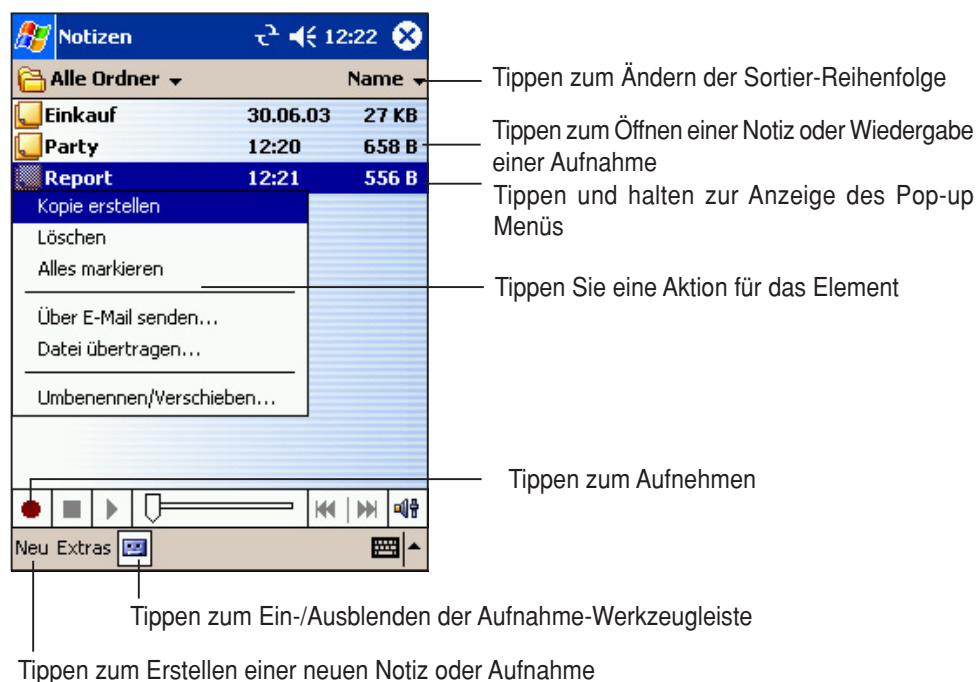 Notizen 12:22
Alle Ordner Name
Tippen zum Ändern der Sortier-Reihenfolge
Einkauf 30.06.03 27 KB
Party 12:20 658 B
Tippen zum Öffnen einer Notiz oder Wiedergabe
einer Aufnahme
Report 12:21 556 B
Tippen und halten zur Anzeige des Pop-up
Menüs
Kopie erstellen
Löschen
Alles markieren
Tippen Sie eine Aktion für das Element
Über E-Mail senden...
Datei übertragen...
Umbenennen/Verschieben...
Tippen zum Aufnehmen
Neu Extras
Tippen zum Ein-/Ausblenden der Aufnahme-Werkzeugleiste
Tippen zum Erstellen einer neuen Notiz oder Aufnahme